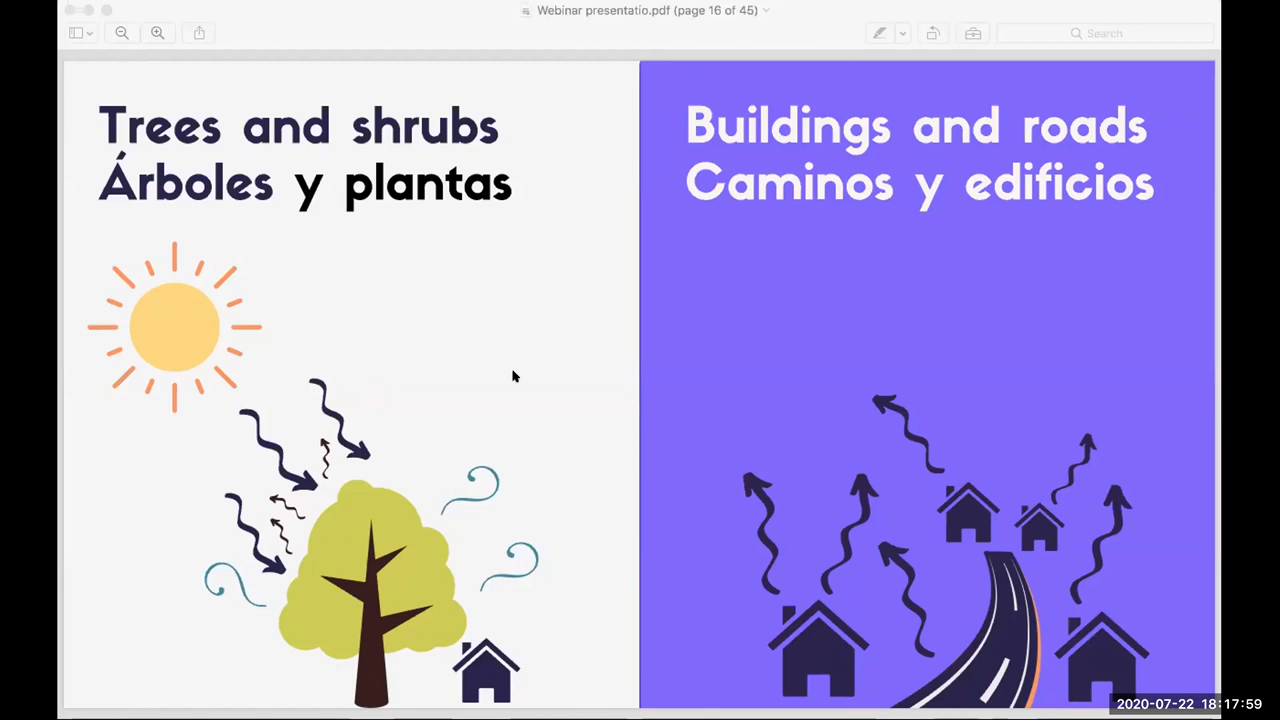 Webinar presentatio.pdf (page 16 of 45)
Search
Trees and shrubs
Árboles y plantas
Buildings and roads
Caminos y edificios
2020-07-22 18:17:59